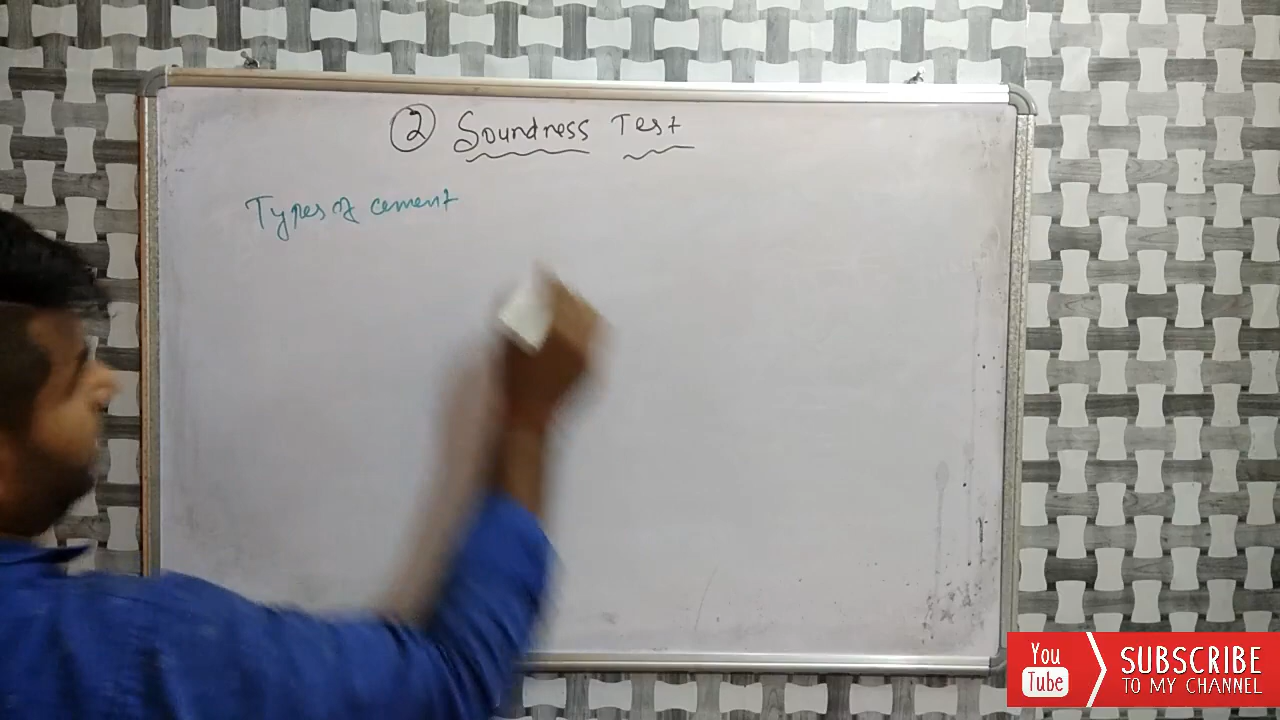 ② Soundness Test
Types of cement
You Tube
SUBSCRIBE
TO MY CHANNEL